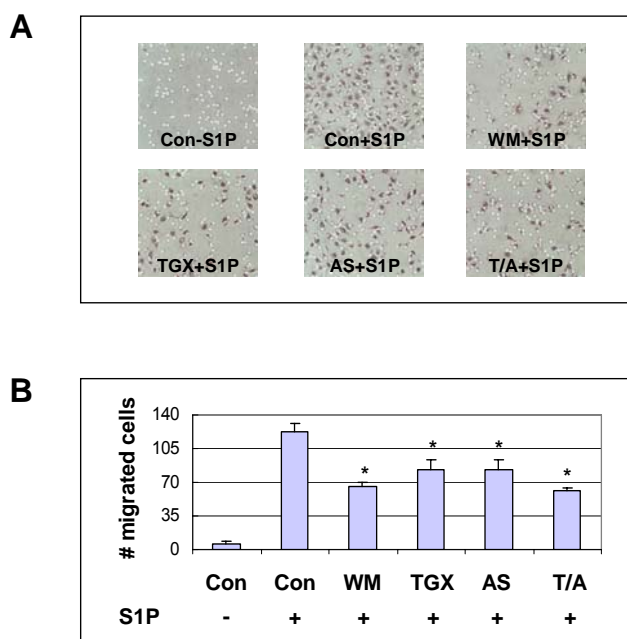 A
Con-S1P Con+S1P WM+S1P
TGX+S1P AS+S1P T/A+S1P
B
# migrated cells
140
105
70
35
0
* * * *
Con Con WM TGX AS T/A
S1P - + + + + +